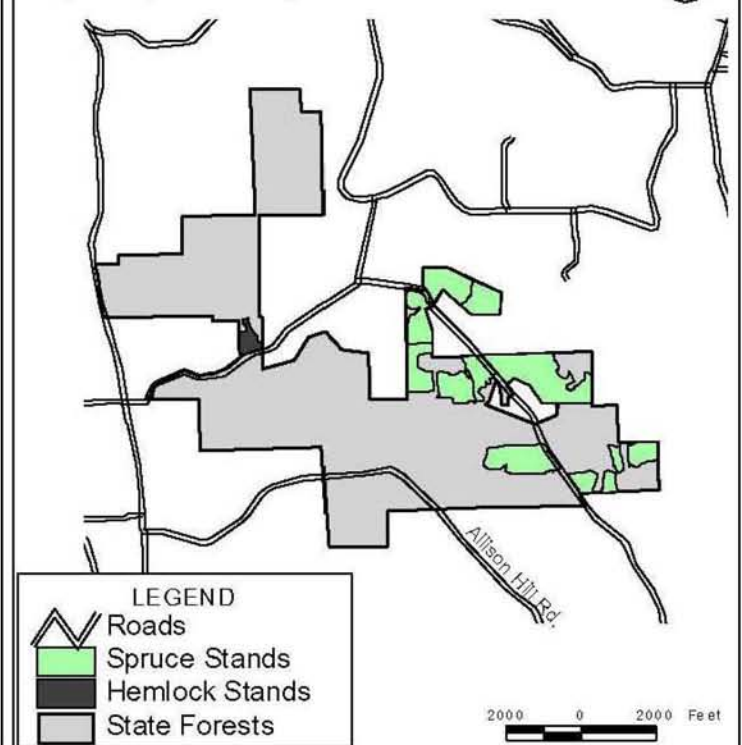 Allison Hill Rd.
LEGEND
Roads
Spruce Stands
Hemlock Stands
State Forests
2000 0 2000 Feet